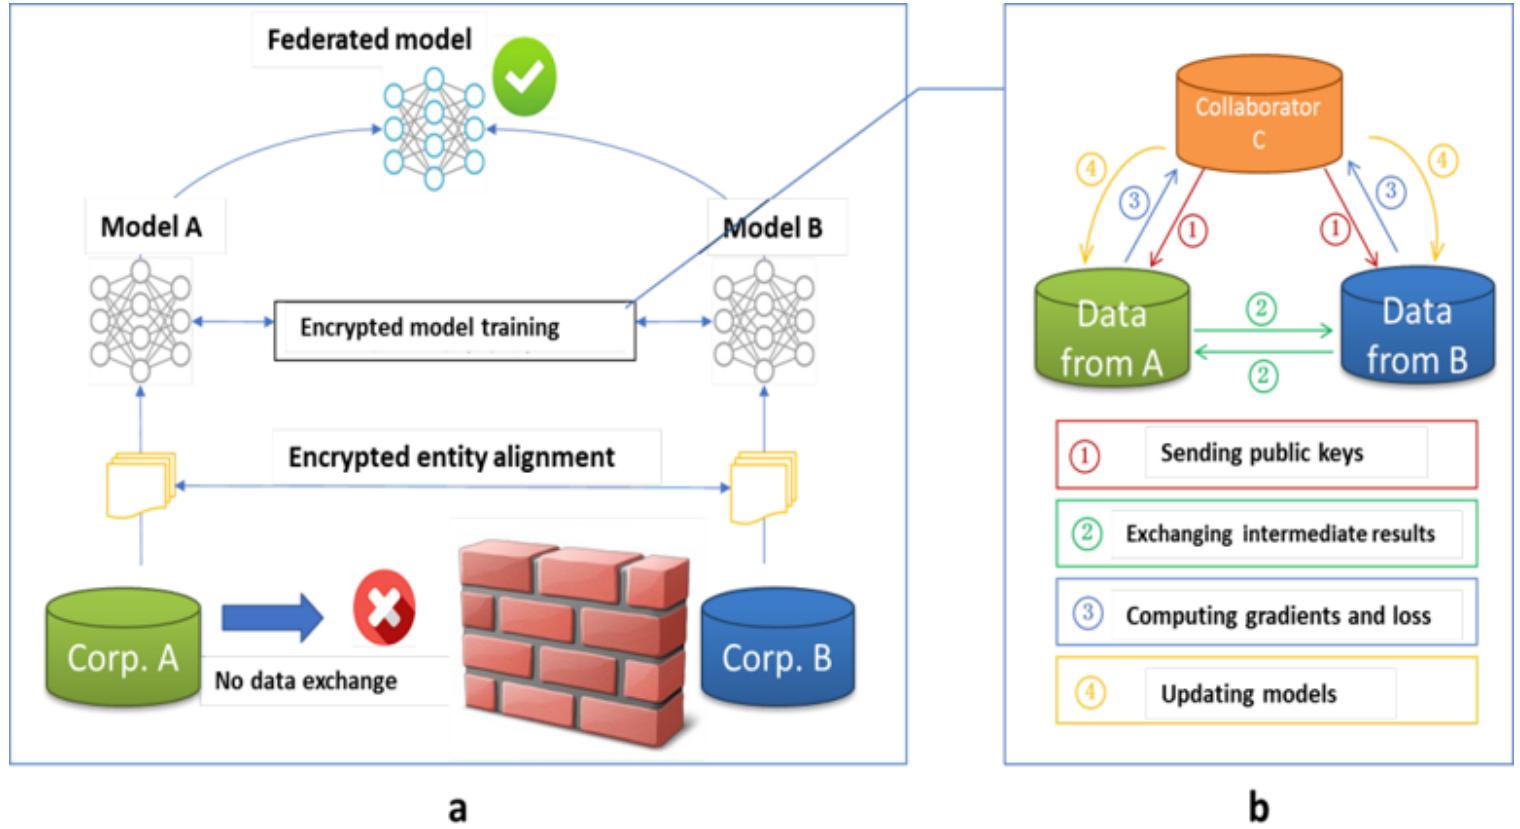 Federated model
Model A
Model B
Encrypted model training
Encrypted entity alignment
Corp. A
No data exchange
Corp. B
a
Collaborator
C
4
3
1
1
3
4
Data
from A
2
2
Data
from B
1 Sending public keys
2 Exchanging intermediate results
3 Computing gradients and loss
4 Updating models
b